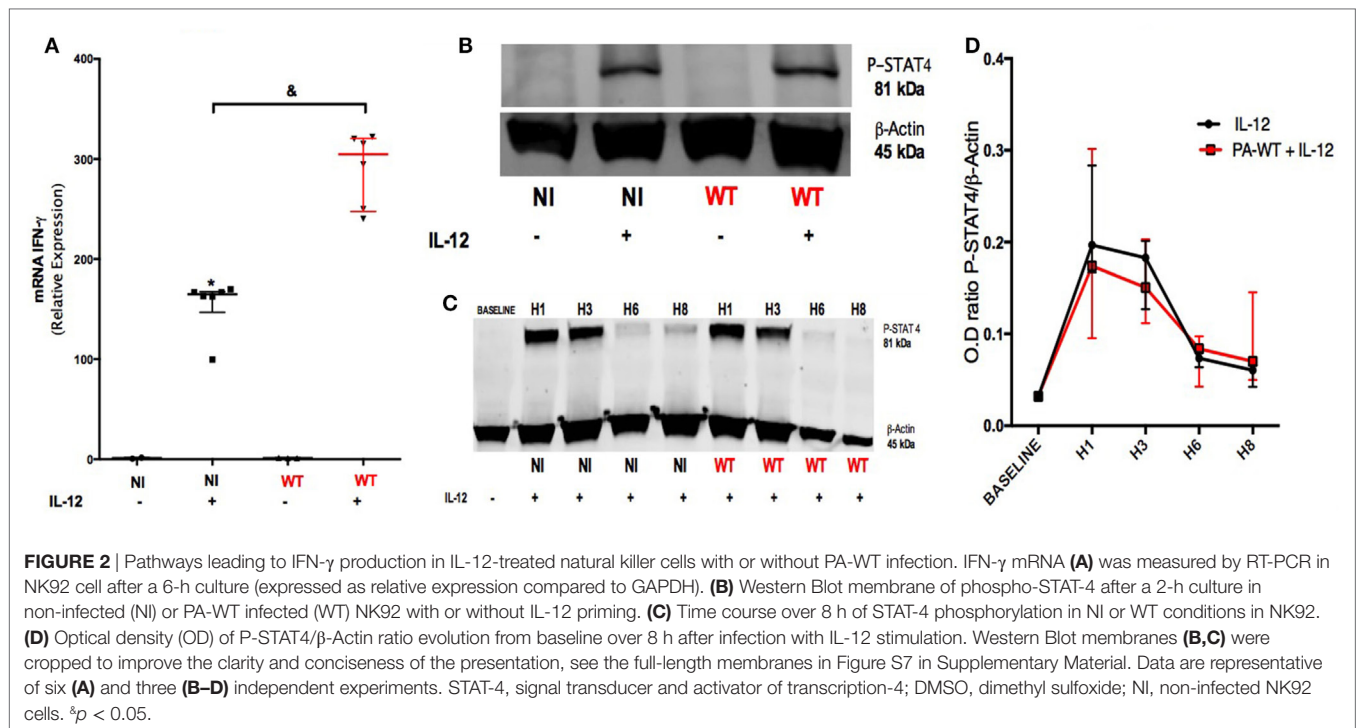 A
400
300
200
100
0
mRNA IFN-γ
(Relative Expression)
&
*
NI NI WT WT
IL-12 - + - +
B
P-STAT4
81 kDa
β-Actin
45 kDa
NI NI WT WT
IL-12 - + - +
C
BASELINE H1 H3 H6 H8 H1 H3 H6 H8
P-STAT 4
81 kDa
β-Actin
45 kDa
NI NI NI NI WT WT WT WT
IL-12 - + + + + + + + +
D
IL-12
PA-WT + IL-12
0.4
0.3
0.2
0.1
0.0
O.D ratio P-STAT4/β-Actin
BASELINE H1 H3 H6 H8
FIGURE 2 | Pathways leading to IFN-γ production in IL-12-treated natural killer cells with or without PA-WT infection. IFN-γ mRNA (A) was measured by RT-PCR in
NK92 cell after a 6-h culture (expressed as relative expression compared to GAPDH). (B) Western Blot membrane of phospho-STAT-4 after a 2-h culture in
non-infected (NI) or PA-WT infected (WT) NK92 with or without IL-12 priming. (C) Time course over 8 h of STAT-4 phosphorylation in NI or WT conditions in NK92.
(D) Optical density (OD) of P-STAT4/β-Actin ratio evolution from baseline over 8 h after infection with IL-12 stimulation. Western Blot membranes (B,C) were
cropped to improve the clarity and conciseness of the presentation, see the full-length membranes in Figure S7 in Supplementary Material. Data are representative
of six (A) and three (B–D) independent experiments. STAT-4, signal transducer and activator of transcription-4; DMSO, dimethyl sulfoxide; NI, non-infected NK92
cells. &p < 0.05.